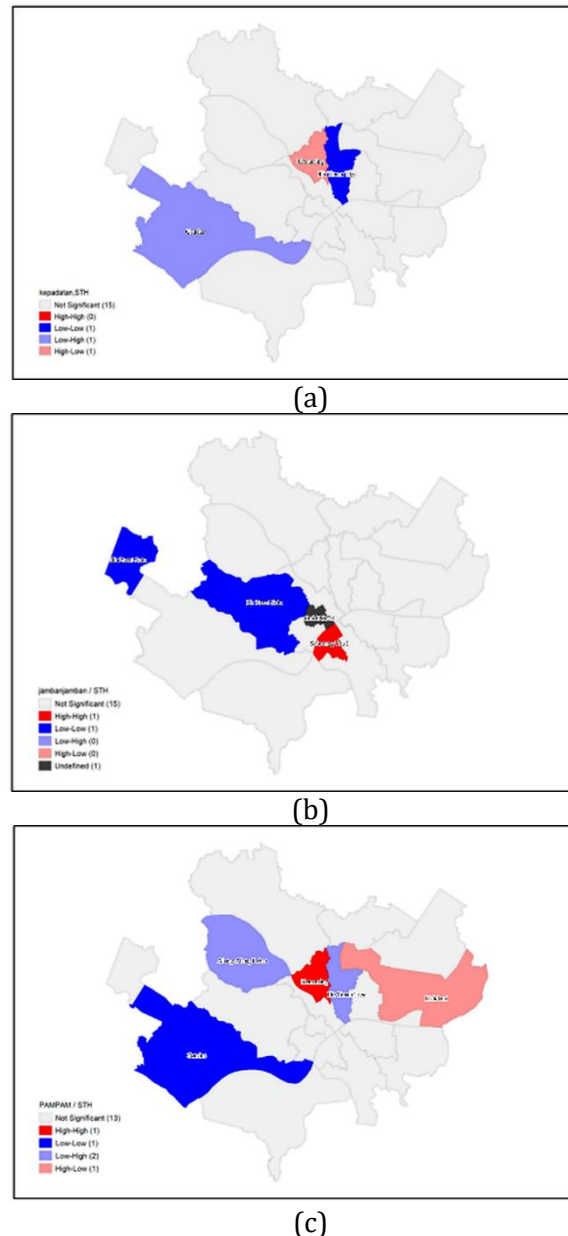 kepadatan,STH
Not Significant (15)
High-High (0)
Low-Low (1)
Low-High (1)
High-Low (1)
(a)
jambanjamban / STH
Not Significant (15)
High-High (1)
Low-Low (1)
Low-High (0)
High-Low (0)
Undefined (1)
(b)
PAMPAM / STH
Not Significant (13)
High-High (1)
Low-Low (1)
Low-High (2)
High-Low (1)
(c)